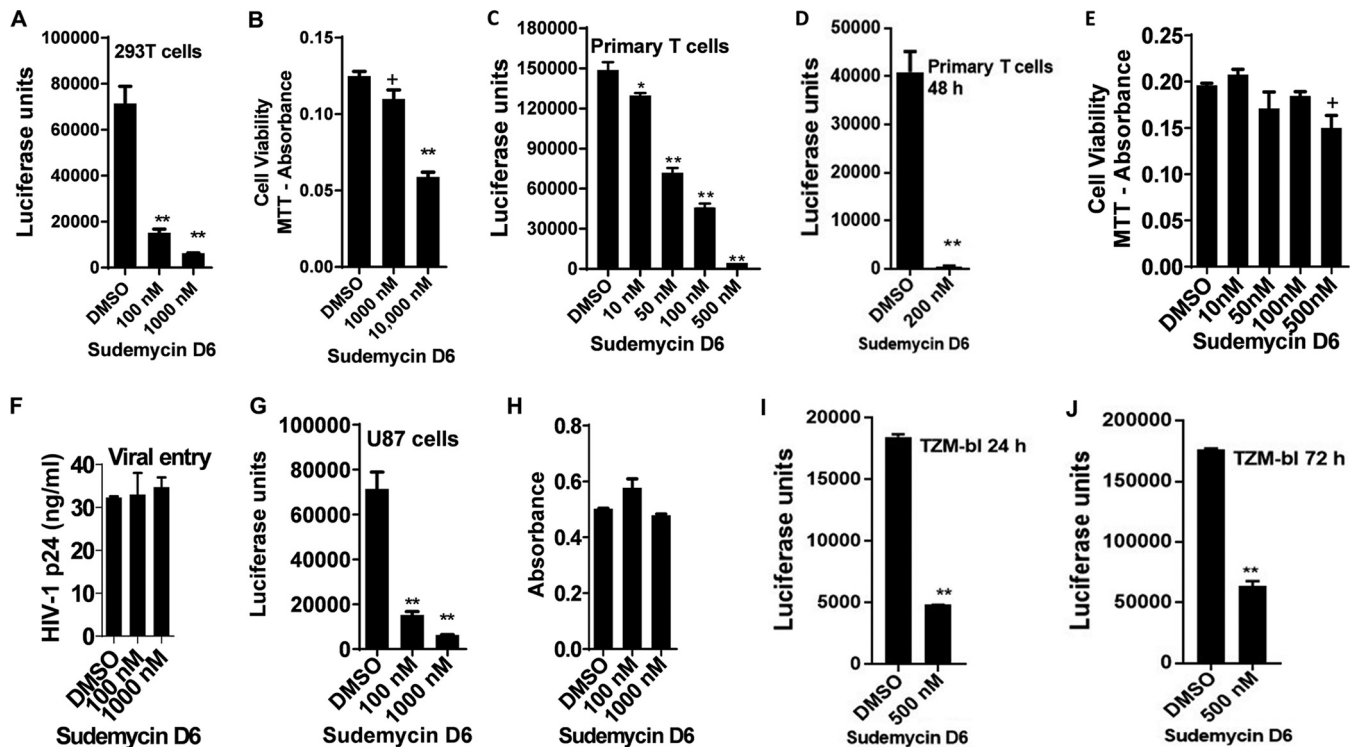 A
Luciferase units
100000
80000
60000
40000
20000
0
293T cells
**
**
DMSO
100 nM
1000 nM
Sudemycin D6
B
Cell Viability
MTT - Absorbance
0.15
0.10
0.05
0.00
+
**
DMSO
1000 nM
10,000 nM
Sudemycin D6
C
Luciferase units
180000
150000
120000
90000
60000
30000
0
Primary T cells
*
**
**
**
DMSO
10 nM
50 nM
100 nM
500 nM
Sudemycin D6
D
Luciferase units
50000
40000
30000
20000
10000
0
Primary T cells
48 h
**
DMSO
200 nM
Sudemycin D6
E
Cell Viability
MTT - Absorbance
0.25
0.20
0.15
0.10
0.05
0.00
+
DMSO
10nM
50nM
100nM
500nM
Sudemycin D6
F
HIV-1 p24 (ng/ml)
40
30
20
10
0
Viral entry
DMSO
100 nM
1000 nM
Sudemycin D6
G
Luciferase units
100000
80000
60000
40000
20000
0
U87 cells
**
**
DMSO
100 nM
1000 nM
Sudemycin D6
H
Absorbance
0.8
0.6
0.4
0.2
0.0
DMSO
100 nM
1000 nM
Sudemycin D6
I
Luciferase units
20000
15000
10000
5000
0
TZM-bl 24 h
**
DMSO
500 nM
Sudemycin D6
J
Luciferase units
200000
150000
100000
50000
0
TZM-bl 72 h
**
DMSO
500 nM
Sudemycin D6